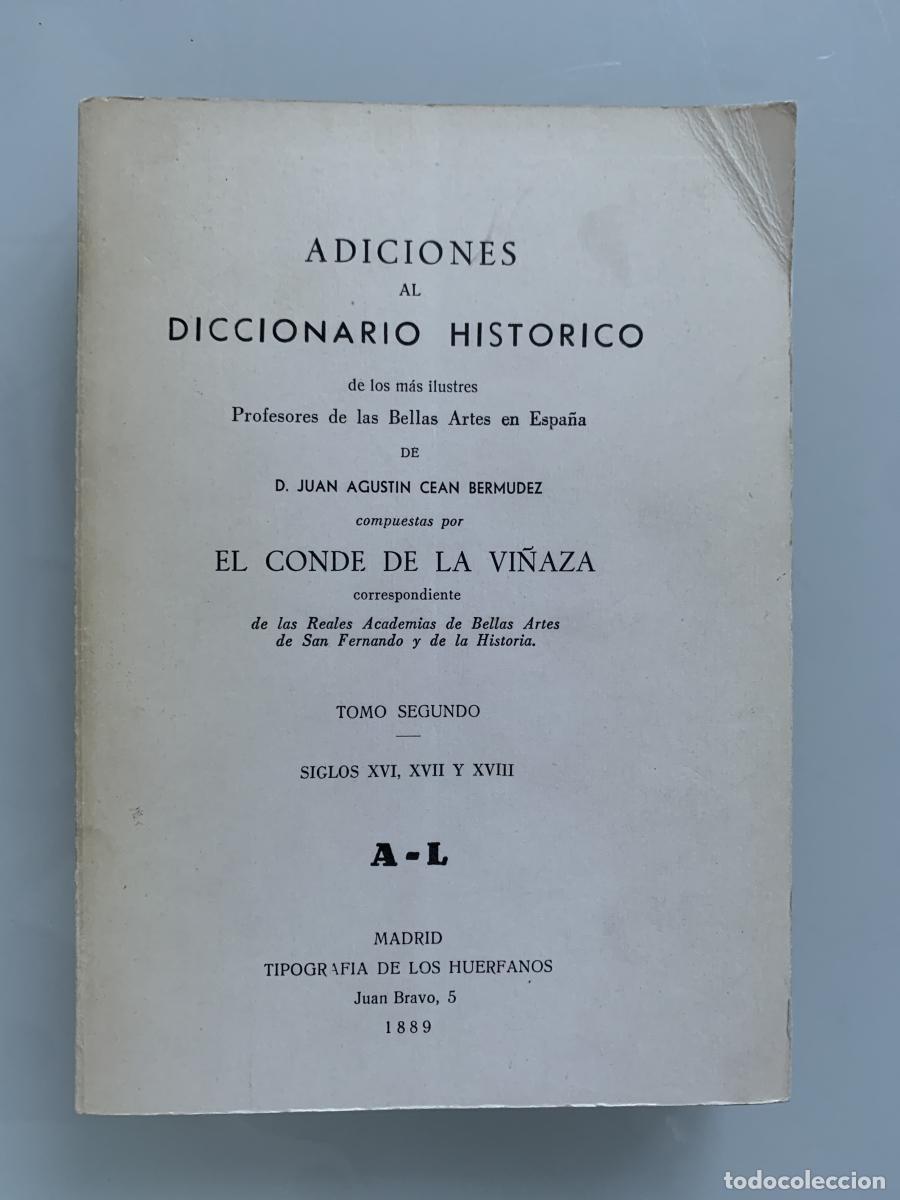 ADICIONES
AL
DICCIONARIO HISTORICO
de los más ilustres
Profesores de las Bellas Artes en España
DE
D. JUAN AGUSTIN CEAN BERMUDEZ
compuestas por
EL CONDE DE LA VIÑAZA
correspondiente
de las Reales Academias de Bellas Artes
de San Fernando y de la Historia.
TOMO SEGUNDO
SIGLOS XVI, XVII Y XVIII
A-L
MADRID
TIPOGRAFIA DE LOS HUERFANOS
Juan Bravo, 5
1889
todocoleccion